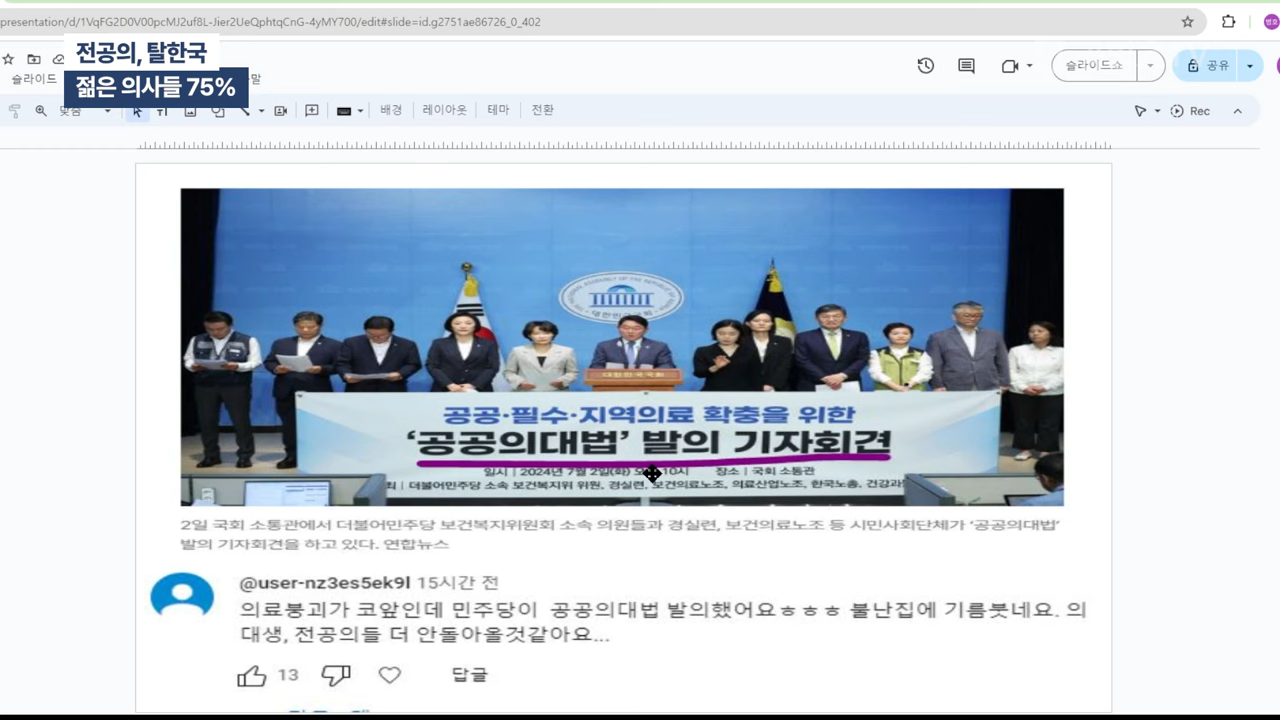 presentation/d/1VqFG2D0V00pcMJ2uf8L-Jier2UeQphtqCnG-4yMY700/edit#slide=id.g2751ae86726_0_402
전공의, 탈한국
젊은 의사들 75%
슬라이드
슬라이드쇼
공유
맞춤
배경
레이아웃
테마
전환
Rec
대한민국국회
공공·필수·지역의료 확충을 위한
‘공공의대법’ 발의 기자회견
일시 | 2024년 7월 2일(화) 오전 10시 장소 | 국회 소통관
더불어민주당 소속 보건복지위 위원, 경실련, 보건의료노조, 의료산업노조, 한국노총,
2일 국회 소통관에서 더불어민주당 보건복지위원회 소속 의원들과 경실련, 보건의료노조 등 시민사회단체가 ‘공공의대법’
발의 기자회견을 하고 있다. 연합뉴스
@user-nz3es5ek9l 15시간 전
의료붕괴가 코앞인데 민주당이 공공의대법 발의했어요ㅎㅎㅎ 불난집에 기름붓네요. 의
대생, 전공의들 더 안돌아올것같아요...
13
답글